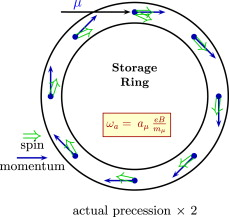 μ
Storage
Ring
ω_a = a_μ eB/m_μ
spin
momentum
actual precession × 2